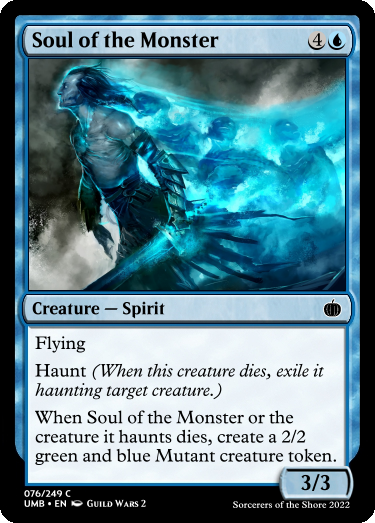 Soul of the Monster 4
Creature — Spirit
Flying
Haunt (When this creature dies, exile it
haunting target creature.)
When Soul of the Monster or the
creature it haunts dies, create a 2/2
green and blue Mutant creature token.
3/3
076/249 C
UMB • EN Guild Wars 2
Sorcerers of the Shore 2022